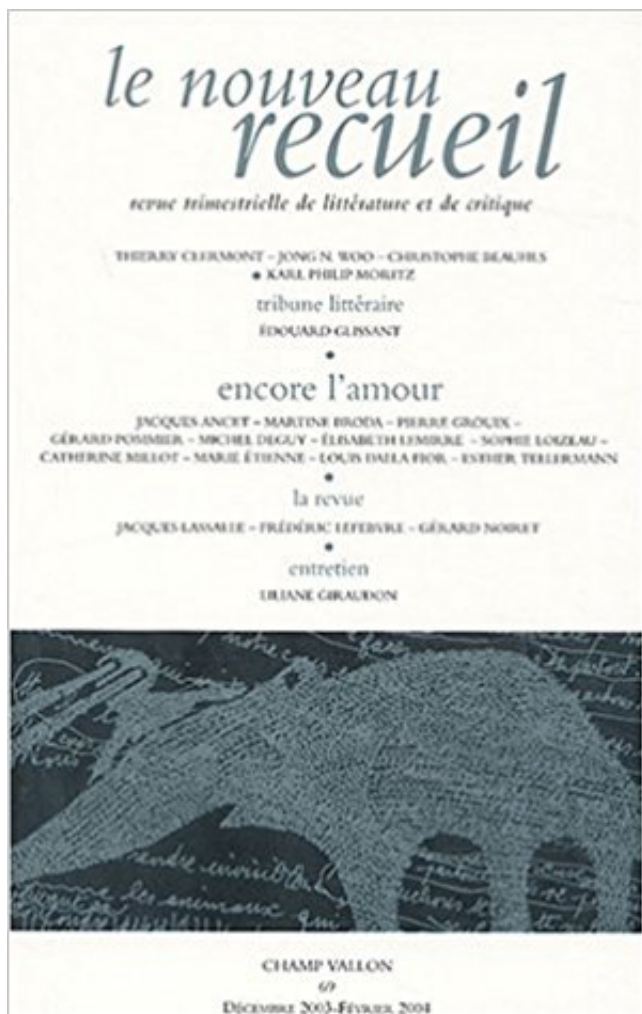 le nouveau
recueil
revue trimestrielle de littérature et de critique
THIERRY CLERMONT – JONG N. WOO – CHRISTOPHE BEAUFILS
• KARL PHILIP MORITZ
tribune littéraire
ÉDOUARD GLISSANT
•
encore l'amour
JACQUES ANCET – MARTINE BRODA – PIERRE GROUIX –
GÉRARD POMMIER – MICHEL DEGUY – ÉLISABETH LEMIRRE – SOPHIE LOIZEAU –
CATHERINE MILLOT – MARIE ÉTIENNE – LOUIS DALLA FIOR – ESTHER TELLERMANN
•
la revue
JACQUES LASSALLE – FRÉDÉRIC LEFEBVRE – GÉRARD NOIRET
•
entretien
LILIANE GIRAUDON
les animaux qui
CHAMP VALLON
69
DÉCEMBRE 2003-FÉVRIER 2004